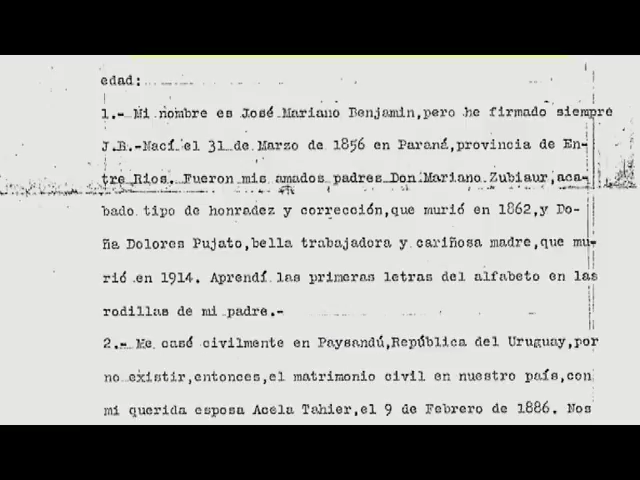 edad:
1.- Mi nombre es José Mariano Benjamin,pero he firmado siempre
J.B.-Nací el 31 de Marzo de 1856 en Paraná,provincia de En-
tre Rios. Fueron mis amados padres Don Mariano Zubiaur,aca-
bado tipo de honradez y corrección,que murió en 1862,y Do-
ña Dolores Pujato,bella trabajadora y cariñosa madre,que mu-
rió en 1914. Aprendí las primeras letras del alfabeto en las
rodillas de mi padre.-
2.- Me casé civilmente en Paysandú,República del Uruguay,por
no existir,entonces,el matrimonio civil en nuestro país,con
mi querida esposa Acela Tahier,el 9 de Febrero de 1886. Nos